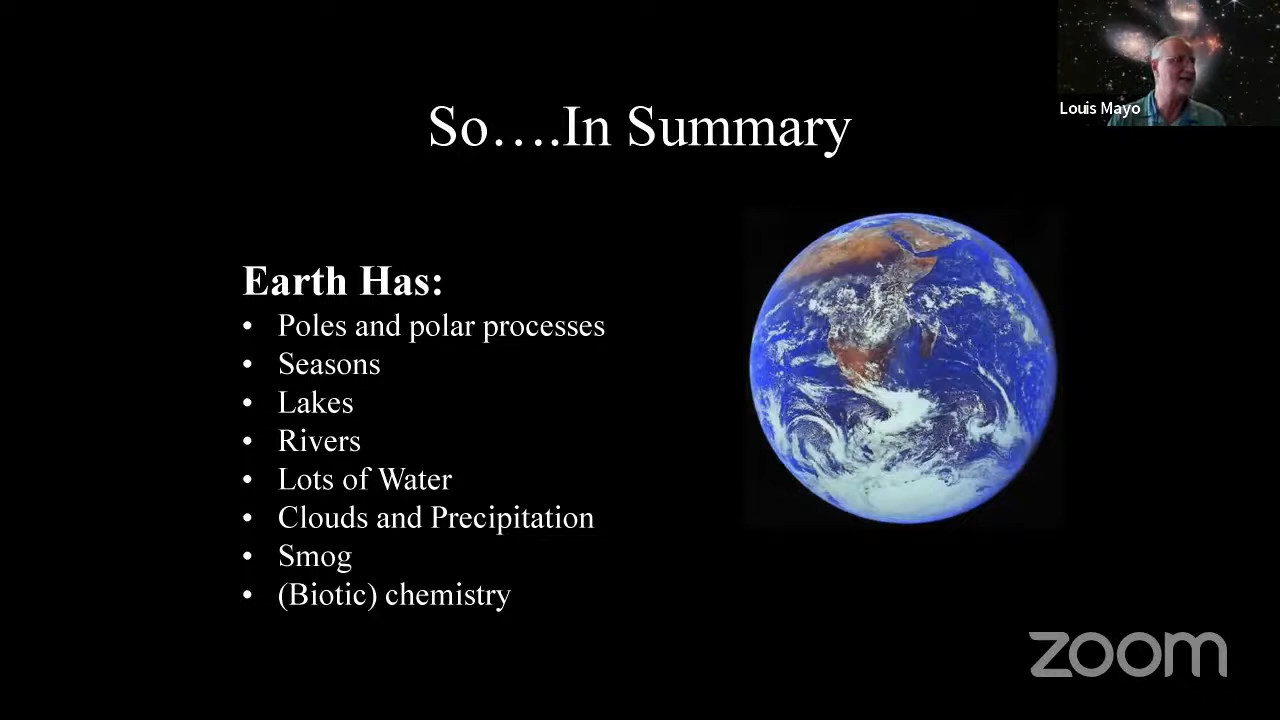 So….In Summary
Louis Mayo
Earth Has:
• Poles and polar processes
• Seasons
• Lakes
• Rivers
• Lots of Water
• Clouds and Precipitation
• Smog
• (Biotic) chemistry
zoom